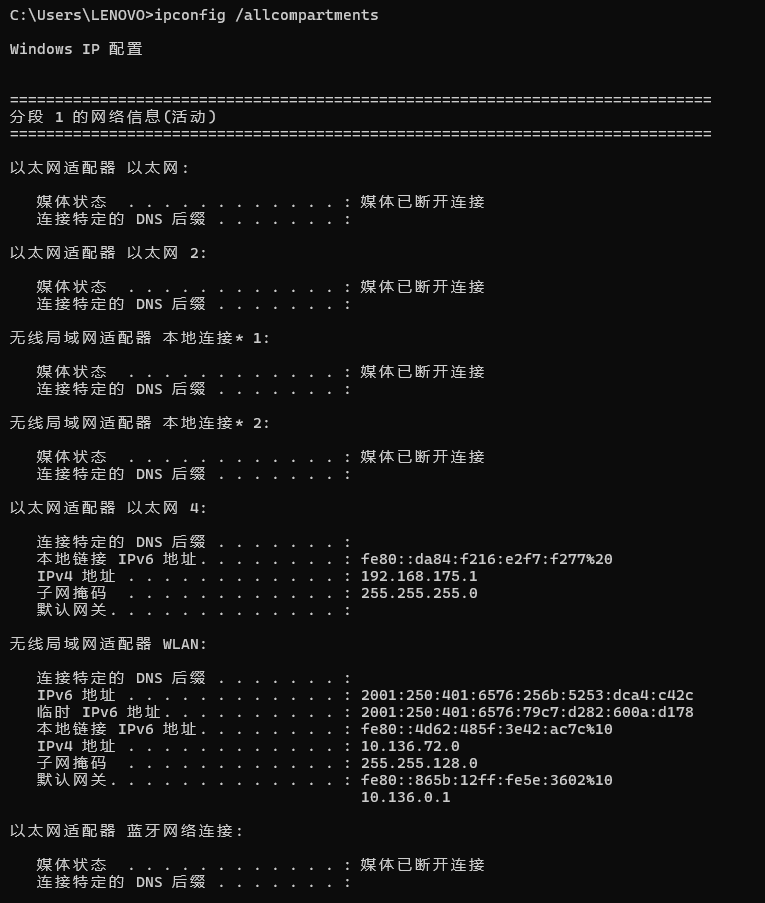 C:\Users\LENOVO>ipconfig /allcompartments
Windows IP 配置
==============================================================================
分段 1 的网络信息(活动)
==============================================================================
以太网适配器 以太网:
媒体状态  . . . . . . . . . . . . : 媒体已断开连接
连接特定的 DNS 后缀 . . . . . . . :
以太网适配器 以太网 2:
媒体状态  . . . . . . . . . . . . : 媒体已断开连接
连接特定的 DNS 后缀 . . . . . . . :
无线局域网适配器 本地连接* 1:
媒体状态  . . . . . . . . . . . . : 媒体已断开连接
连接特定的 DNS 后缀 . . . . . . . :
无线局域网适配器 本地连接* 2:
媒体状态  . . . . . . . . . . . . : 媒体已断开连接
连接特定的 DNS 后缀 . . . . . . . :
以太网适配器 以太网 4:
连接特定的 DNS 后缀 . . . . . . . :
本地链接 IPv6 地址. . . . . . . . : fe80::da84:f216:e2f7:f277%20
IPv4 地址 . . . . . . . . . . . . : 192.168.175.1
子网掩码  . . . . . . . . . . . . : 255.255.255.0
默认网关. . . . . . . . . . . . . :
无线局域网适配器 WLAN:
连接特定的 DNS 后缀 . . . . . . . :
IPv6 地址 . . . . . . . . . . . . : 2001:250:401:6576:256b:5253:dca4:c42c
临时 IPv6 地址. . . . . . . . . . : 2001:250:401:6576:79c7:d282:600a:d178
本地链接 IPv6 地址. . . . . . . . : fe80::4d62:485f:3e42:ac7c%10
IPv4 地址 . . . . . . . . . . . . : 10.136.72.0
子网掩码  . . . . . . . . . . . . : 255.255.128.0
默认网关. . . . . . . . . . . . . : fe80::865b:12ff:fe5e:3602%10
10.136.0.1
以太网适配器 蓝牙网络连接:
媒体状态  . . . . . . . . . . . . : 媒体已断开连接
连接特定的 DNS 后缀 . . . . . . . :